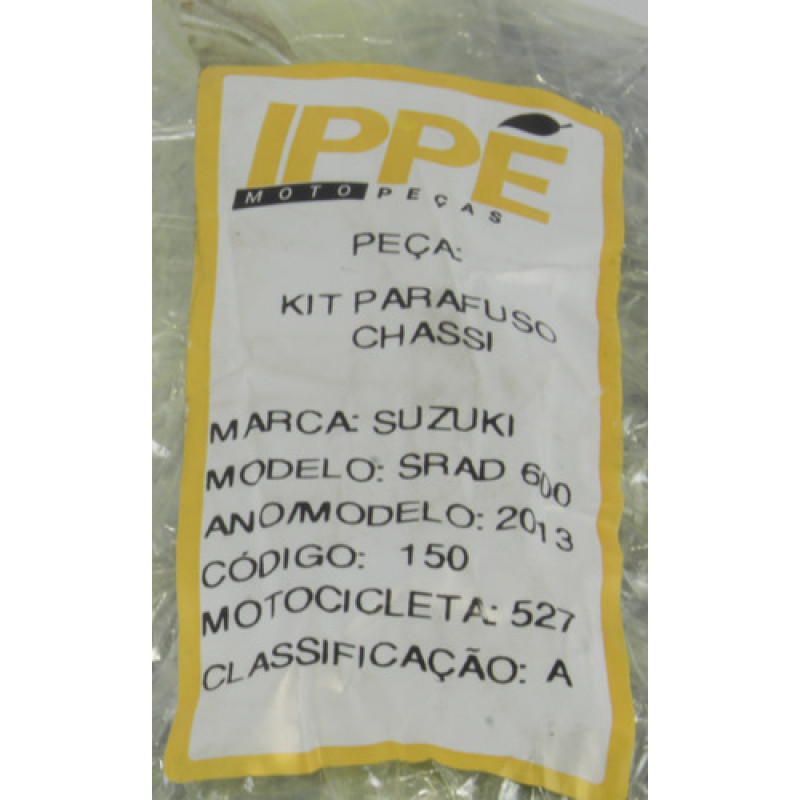 IPPÉ
MOTO PEÇAS
PEÇA:
KIT PARAFUSO
CHASSI
MARCA: SUZUKI
MODELO: SRAD 600
ANO/MODELO: 2013
CÓDIGO: 150
MOTOCICLETA: 527
CLASSIFICAÇÃO: A